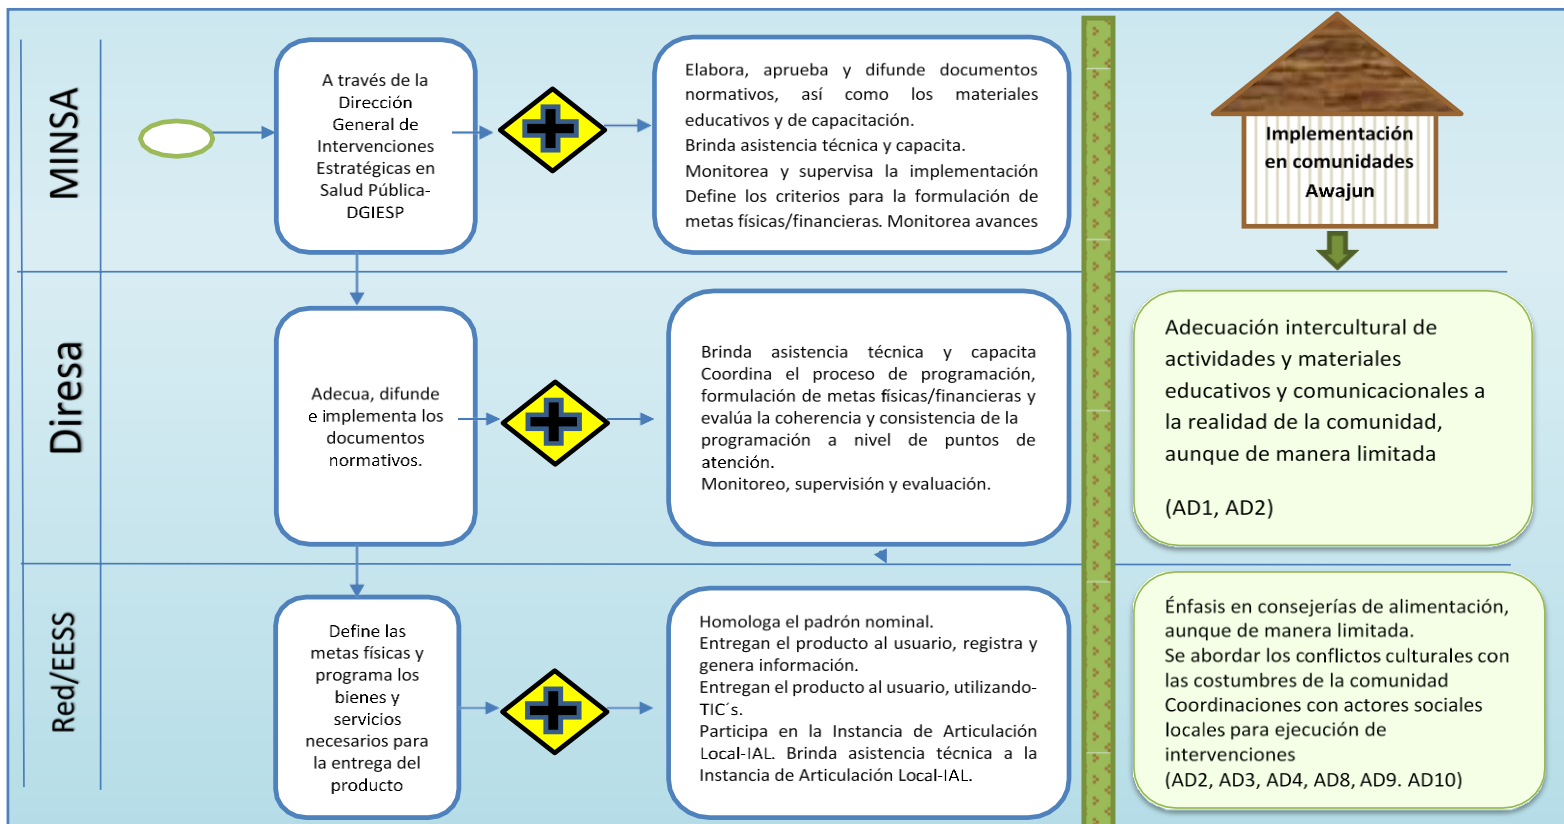 MINSA
A través de la
Dirección
General de
Intervenciones
Estratégicas en
Salud Pública-
DGIESP
Elabora, aprueba y difunde documentos
normativos, así como los materiales
educativos y de capacitación.
Brinda asistencia técnica y capacita.
Monitorea y supervisa la implementación
Define los criterios para la formulación de
metas físicas/financieras. Monitorea avances
Implementación
en comunidades
Awajun
Diresa
Adecua, difunde
e implementa los
documentos
normativos.
Brinda asistencia técnica y capacita
Coordina el proceso de programación,
formulación de metas físicas/financieras y
evalúa la coherencia y consistencia de la
programación a nivel de puntos de
atención.
Monitoreo, supervisión y evaluación.
Adecuación intercultural de
actividades y materiales
educativos y comunicacionales a
la realidad de la comunidad,
aunque de manera limitada
(AD1, AD2)
Red/EESS
Define las
metas físicas y
programa los
bienes y
servicios
necesarios para
la entrega del
producto
Homologa el padrón nominal.
Entregan el producto al usuario, registra y
genera información.
Entregan el producto al usuario, utilizando-
TIC´s.
Participa en la Instancia de Articulación
Local-IAL. Brinda asistencia técnica a la
Instancia de Articulación Local-IAL.
Énfasis en consejerías de alimentación,
aunque de manera limitada.
Se abordar los conflictos culturales con
las costumbres de la comunidad
Coordinaciones con actores sociales
locales para ejecución de
intervenciones
(AD2, AD3, AD4, AD8, AD9. AD10)